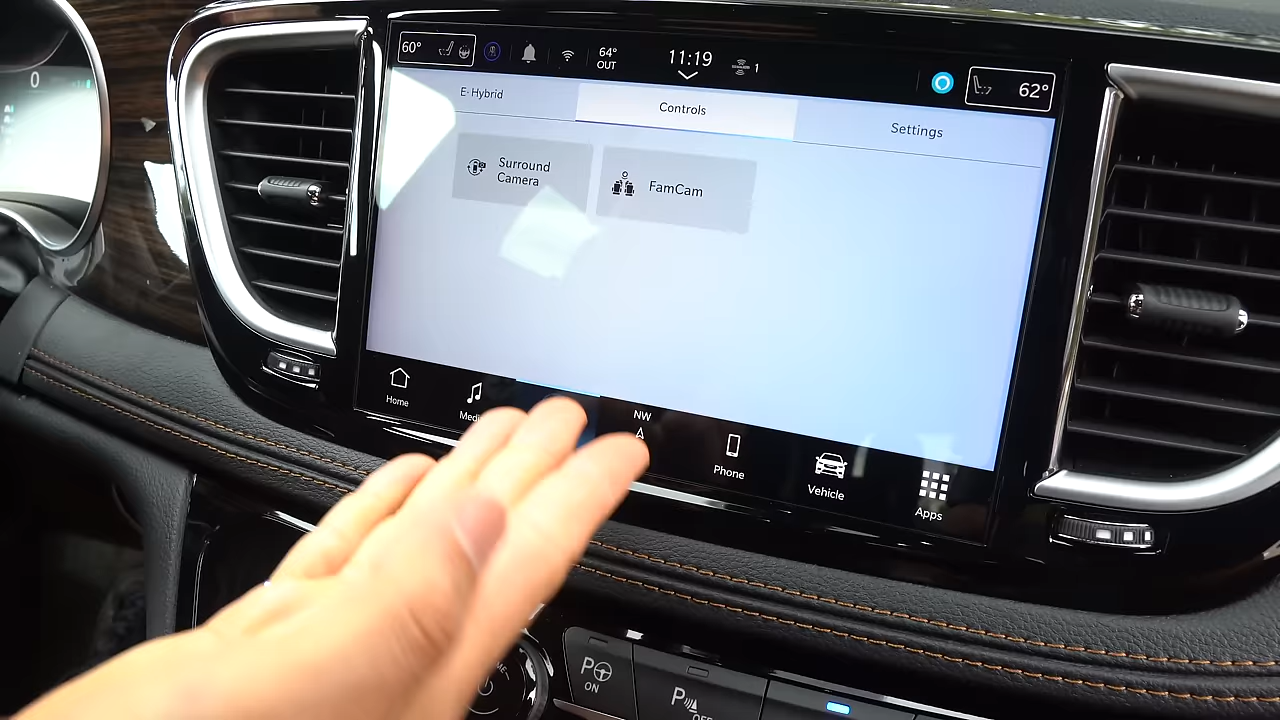 0
60°
64°
OUT
11:19
1
62°
E-Hybrid
Controls
Settings
Surround
Camera
FamCam
Home
NW
Phone
Vehicle
Apps
P
ON
P